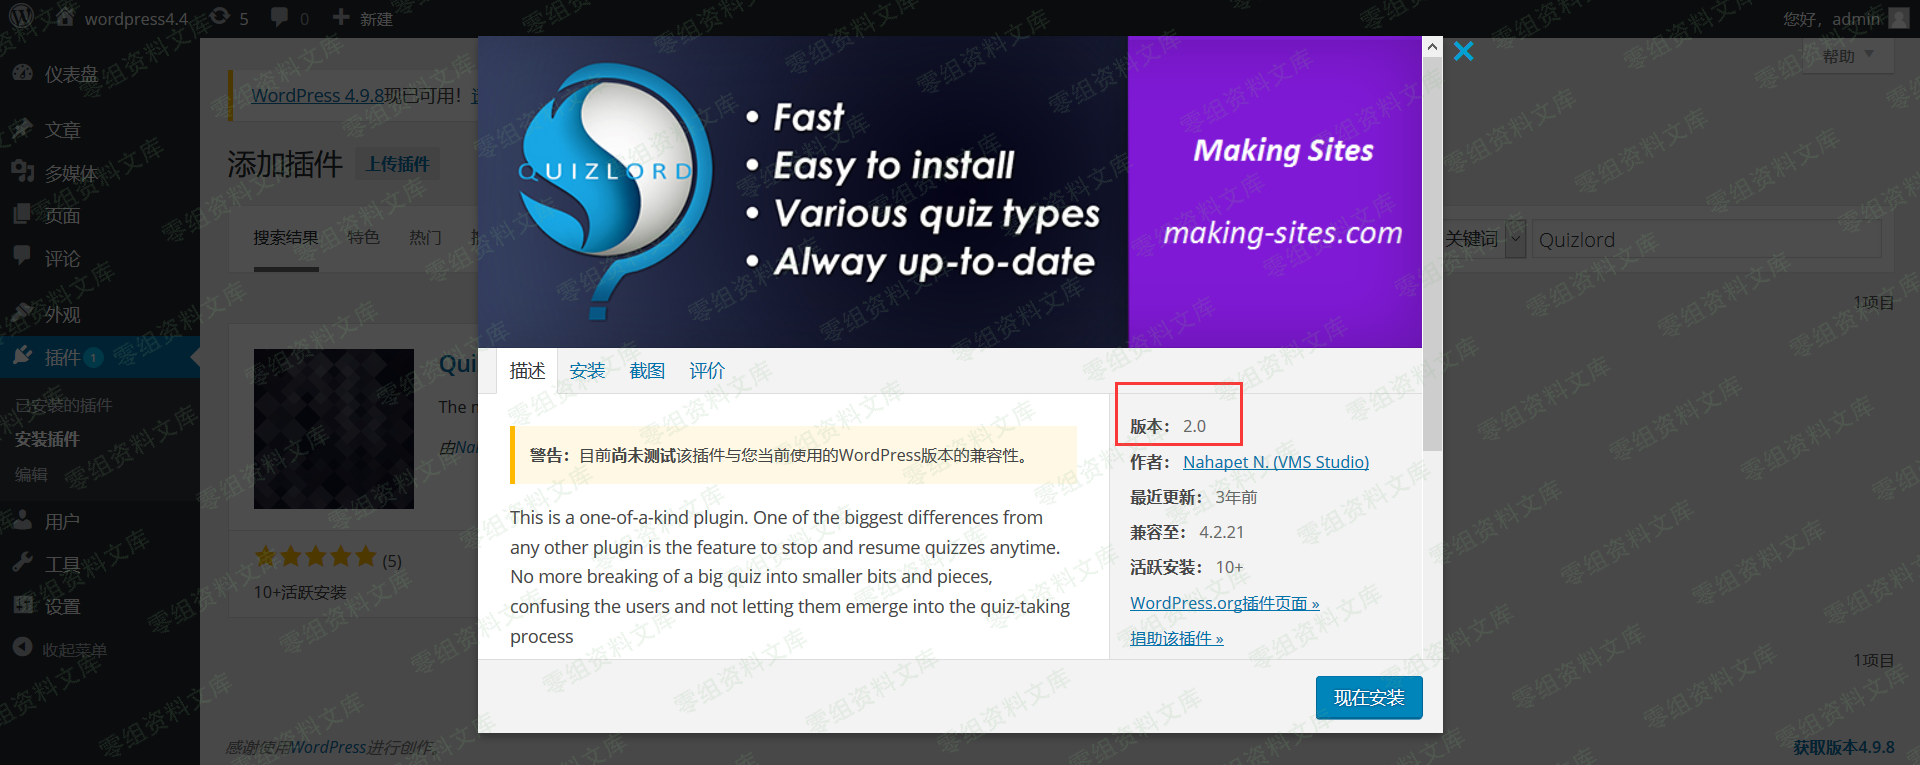 wordpress4.4 5 0 新建
您好，admin
仪表盘
文章
多媒体
页面
评论
外观
插件 1
已安装的插件
安装插件
编辑
用户
工具
设置
收起菜单
帮助
WordPress 4.9.8现已可用！
添加插件 上传插件
搜索结果 特色 热门
关键词 Quizlord
1项目
Qui
The n
由Nah
(5)
10+活跃安装
QUIZLORD
• Fast
• Easy to install
• Various quiz types
• Alway up-to-date
Making Sites
making-sites.com
描述 安装 截图 评价
警告：目前尚未测试该插件与您当前使用的WordPress版本的兼容性。
This is a one-of-a-kind plugin. One of the biggest differences from
any other plugin is the feature to stop and resume quizzes anytime.
No more breaking of a big quiz into smaller bits and pieces,
confusing the users and not letting them emerge into the quiz-taking
process
版本： 2.0
作者： Nahapet N. (VMS Studio)
最近更新： 3年前
兼容至： 4.2.21
活跃安装： 10+
WordPress.org插件页面 »
捐助该插件 »
现在安装
1项目
感谢使用WordPress进行创作。
获取版本4.9.8
零组资料文库